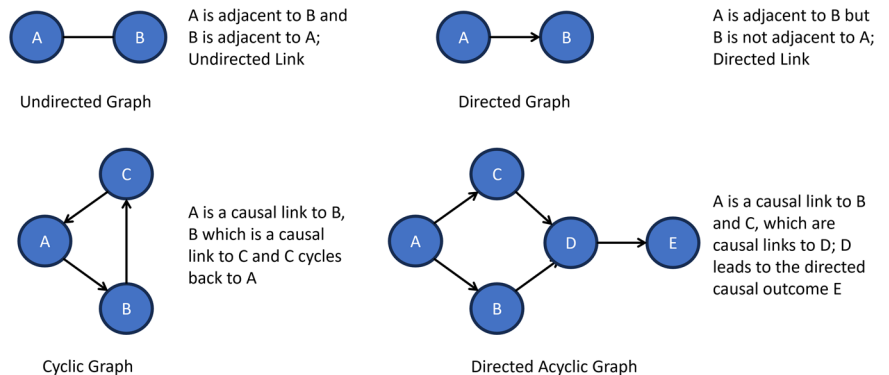 A
B
A is adjacent to B and
B is adjacent to A;
Undirected Link
Undirected Graph
A
B
A is adjacent to B but
B is not adjacent to A;
Directed Link
Directed Graph
C
A
B
A is a causal link to B,
B which is a causal
link to C and C cycles
back to A
Cyclic Graph
C
A
D
E
B
A is a causal link to B
and C, which are
causal links to D; D
leads to the directed
causal outcome E
Directed Acyclic Graph